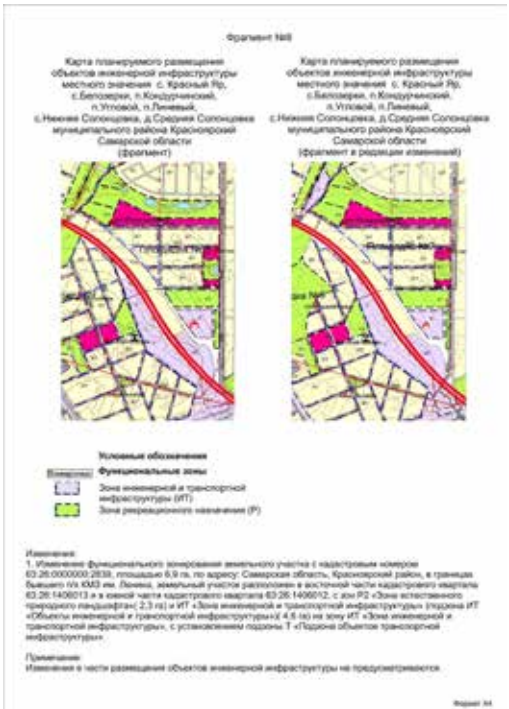 Фрагмент №8
Карта планируемого размещения
объектов инженерной инфраструктуры
местного значения с. Красный Яр,
с.Белозерки, п.Кондурчинский,
п.Угловой, п.Линевый,
с.Нижняя Солонцовка, д.Средняя Солонцовка
муниципального района Красноярский
Самарской области
(фрагмент)
Карта планируемого размещения
объектов инженерной инфраструктуры
местного значения с. Красный Яр,
с.Белозерки, п.Кондурчинский,
п.Угловой, п.Линевый,
с.Нижняя Солонцовка, д.Средняя Солонцовка
муниципального района Красноярский
Самарской области
(фрагмент в редакции изменений)
Условные обозначения
Функциональные зоны
Зона инженерной и транспортной
инфраструктуры (ИТ)
Зона рекреационного назначения (Р)
Изменения:
1. Изменение функционального зонирования земельного участка с кадастровым номером
63:26:0000000:2839, площадью 6,9 га, по адресу: Самарская область, Красноярский район, в границах
бывшего к/х КМЗ им. Ленина, земельный участок расположен в восточной части кадастрового квартала
63:26:1406013 и в южной части кадастрового квартала 63:26:1406012, с зон Р2 «Зона естественного
природного ландшафта»( 2,3 га) и ИТ «Зона инженерной и транспортной инфраструктуры» (подзона ИТ
«Объекты инженерной и транспортной инфраструктуры»)( 4,6 га) на зону ИТ «Зона инженерной и
транспортной инфраструктуры», с установлением подзоны Т «Подзона объектов транспортной
инфраструктуры»
Примечание:
Изменения в части размещения объектов инженерной инфраструктуры не предусматриваются.
Формат А4